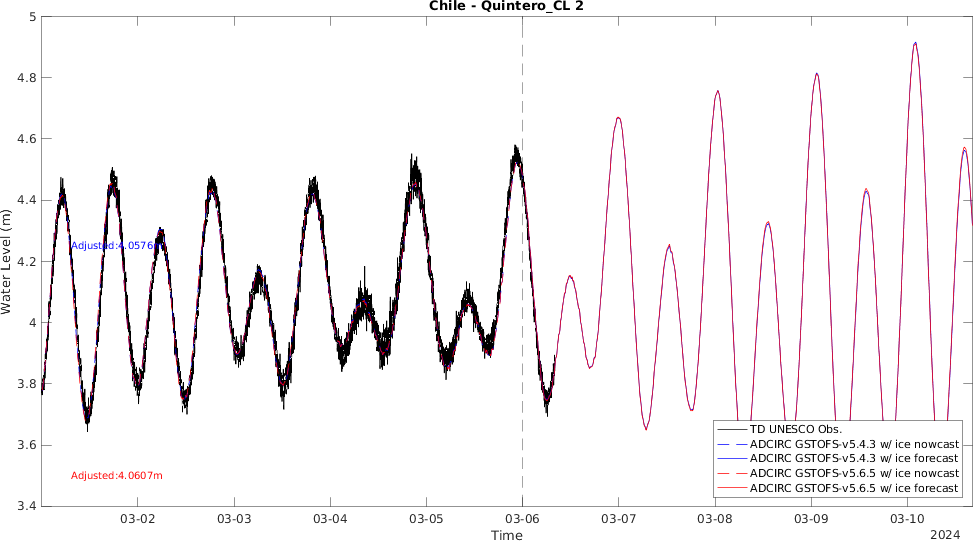 Chile - Quintero_CL 2
5
4.8
4.6
4.4
4.2
4
3.8
3.6
3.4
Water Level (m)
Adjusted:4.0576m
Adjusted:4.0607m
TD UNESCO Obs.
ADCIRC GSTOFS-v5.4.3 w/ ice nowcast
ADCIRC GSTOFS-v5.4.3 w/ ice forecast
ADCIRC GSTOFS-v5.6.5 w/ ice nowcast
ADCIRC GSTOFS-v5.6.5 w/ ice forecast
03-02 03-03 03-04 03-05 03-06 03-07 03-08 03-09 03-10
Time
2024